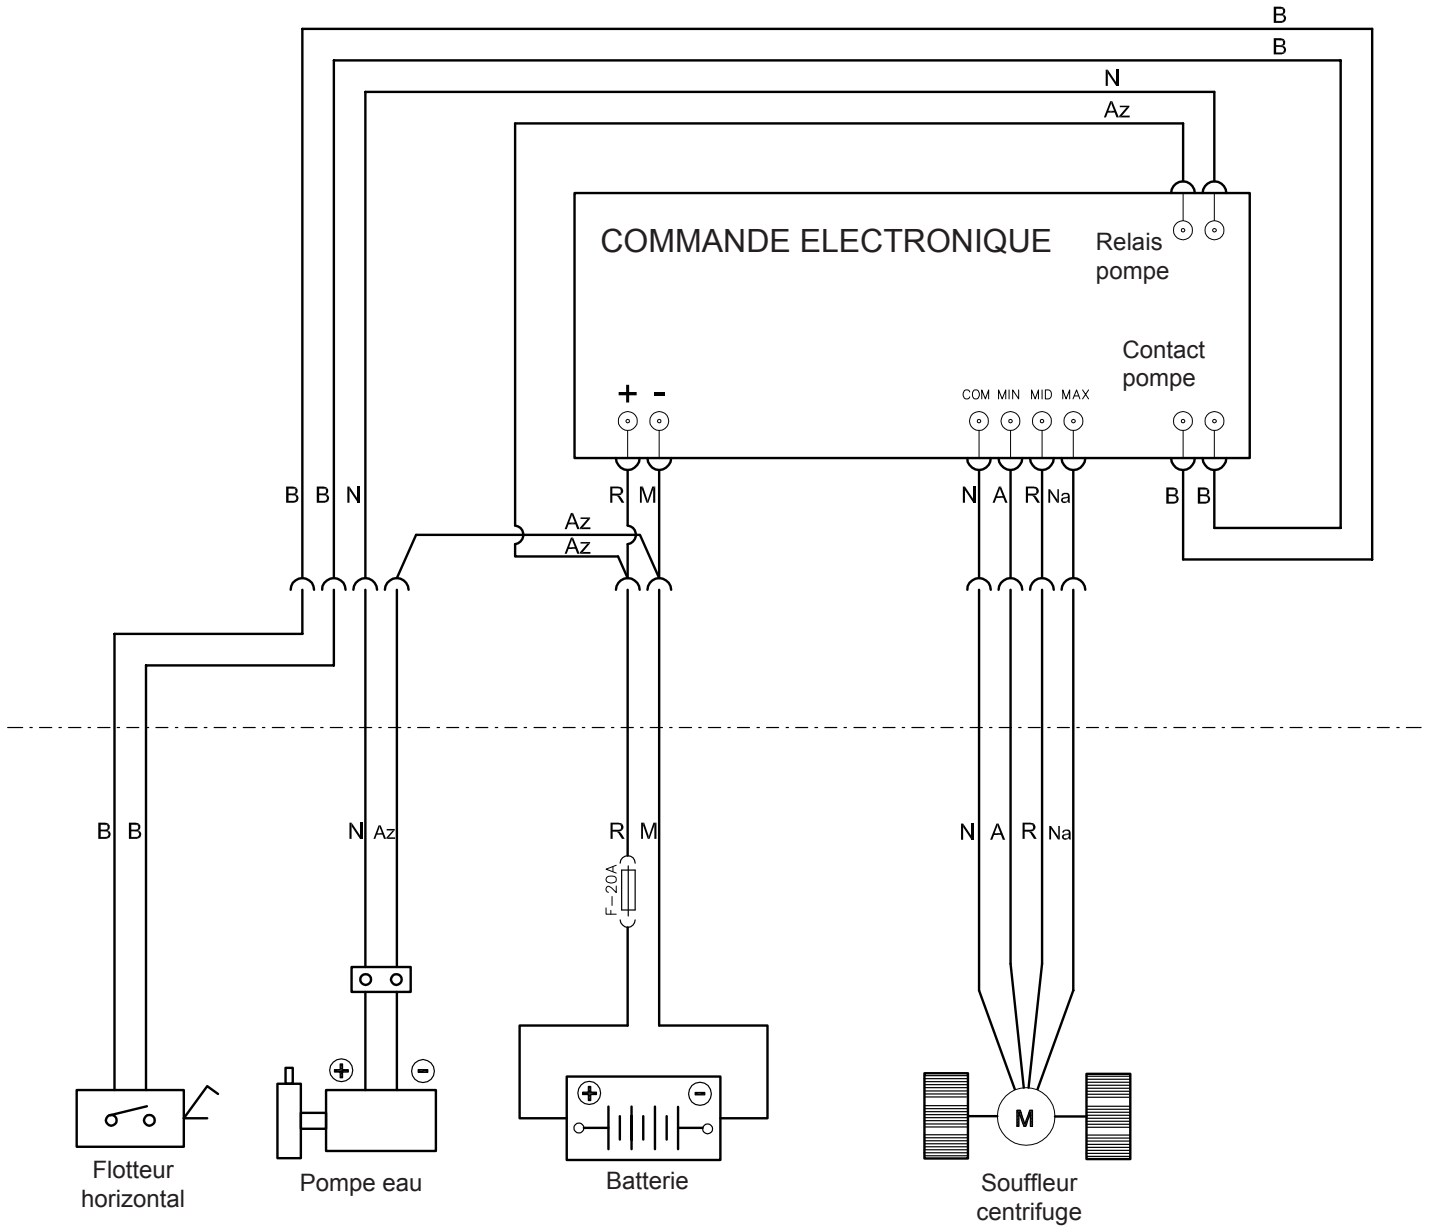 B
B
N
Az
COMMANDE ELECTRONIQUE
Relais
pompe
Contact
pompe
+ -
COM MIN MID MAX
B B N
R M
N A R Na
B B
Az
Az
B B
N Az
R M
N A R Na
F-20A
+ -
+ -
M
Flotteur
horizontal
Pompe eau
Batterie
Souffleur
centrifuge